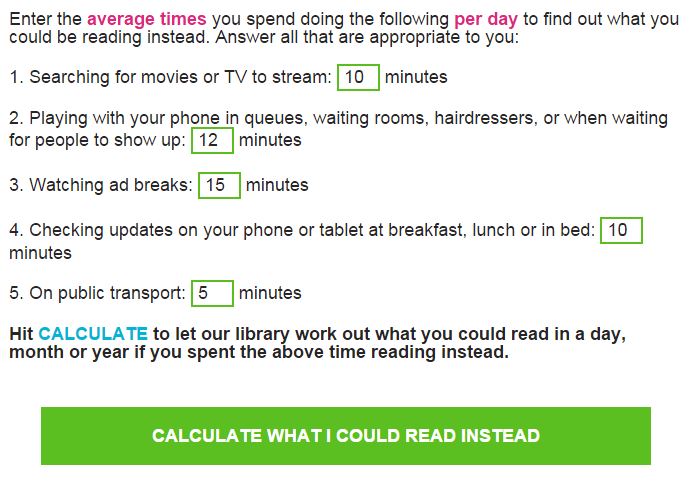 Enter the average times you spend doing the following per day to find out what you
could be reading instead. Answer all that are appropriate to you:
1. Searching for movies or TV to stream: 10 minutes
2. Playing with your phone in queues, waiting rooms, hairdressers, or when waiting
for people to show up: 12 minutes
3. Watching ad breaks: 15 minutes
4. Checking updates on your phone or tablet at breakfast, lunch or in bed: 10
minutes
5. On public transport: 5 minutes
Hit CALCULATE to let our library work out what you could read in a day,
month or year if you spent the above time reading instead.
CALCULATE WHAT I COULD READ INSTEAD